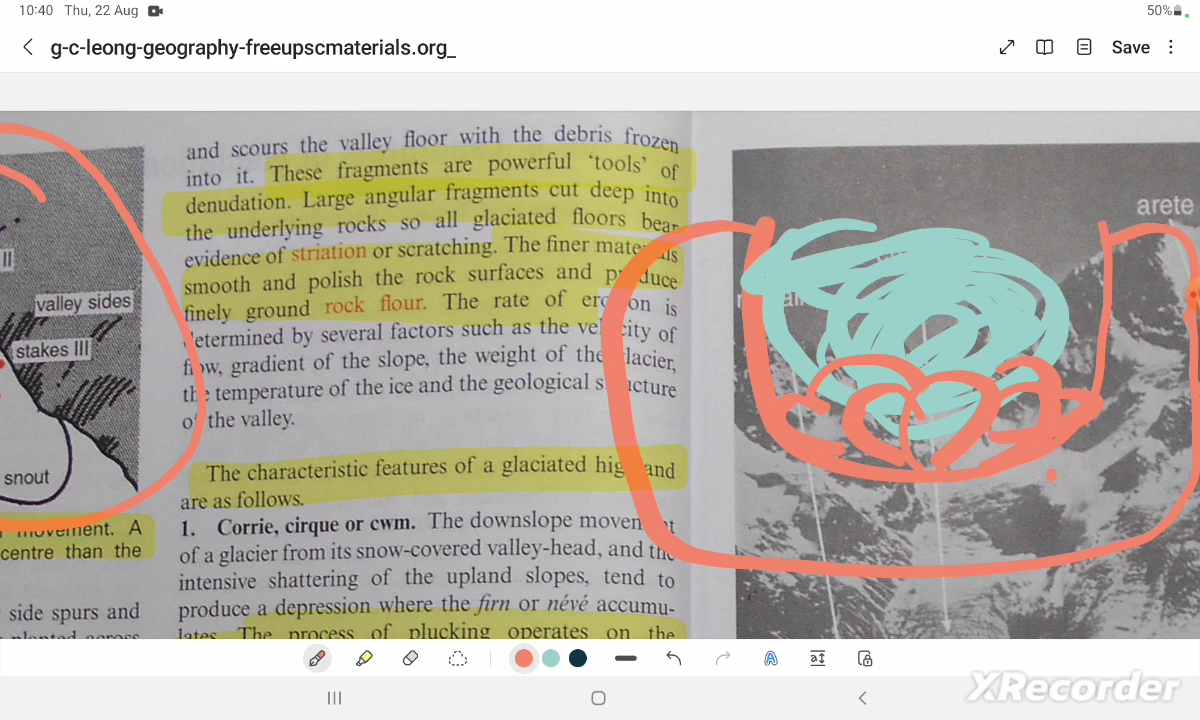 10:40 Thu, 22 Aug
50%
g-c-leong-geography-freeupscmaterials.org_
Save
II
valley sides
stakes III
snout
movement. A
centre than the
side spurs and
planted across
and scours the valley floor with the debris frozen
into it. These fragments are powerful ‘tools’ of
denudation. Large angular fragments cut deep into
the underlying rocks so all glaciated floors bear
evidence of striation or scratching. The finer materials
smooth and polish the rock surfaces and produce
finely ground rock flour. The rate of erosion is
determined by several factors such as the velocity of
flow, gradient of the slope, the weight of the glacier,
the temperature of the ice and the geological structure
of the valley.
The characteristic features of a glaciated highland
are as follows.
1. Corrie, cirque or cwm. The downslope movement
of a glacier from its snow-covered valley-head, and the
intensive shattering of the upland slopes, tend to
produce a depression where the firn or névé accumu-
lates. The process of plucking operates on the
arete
XRecorder